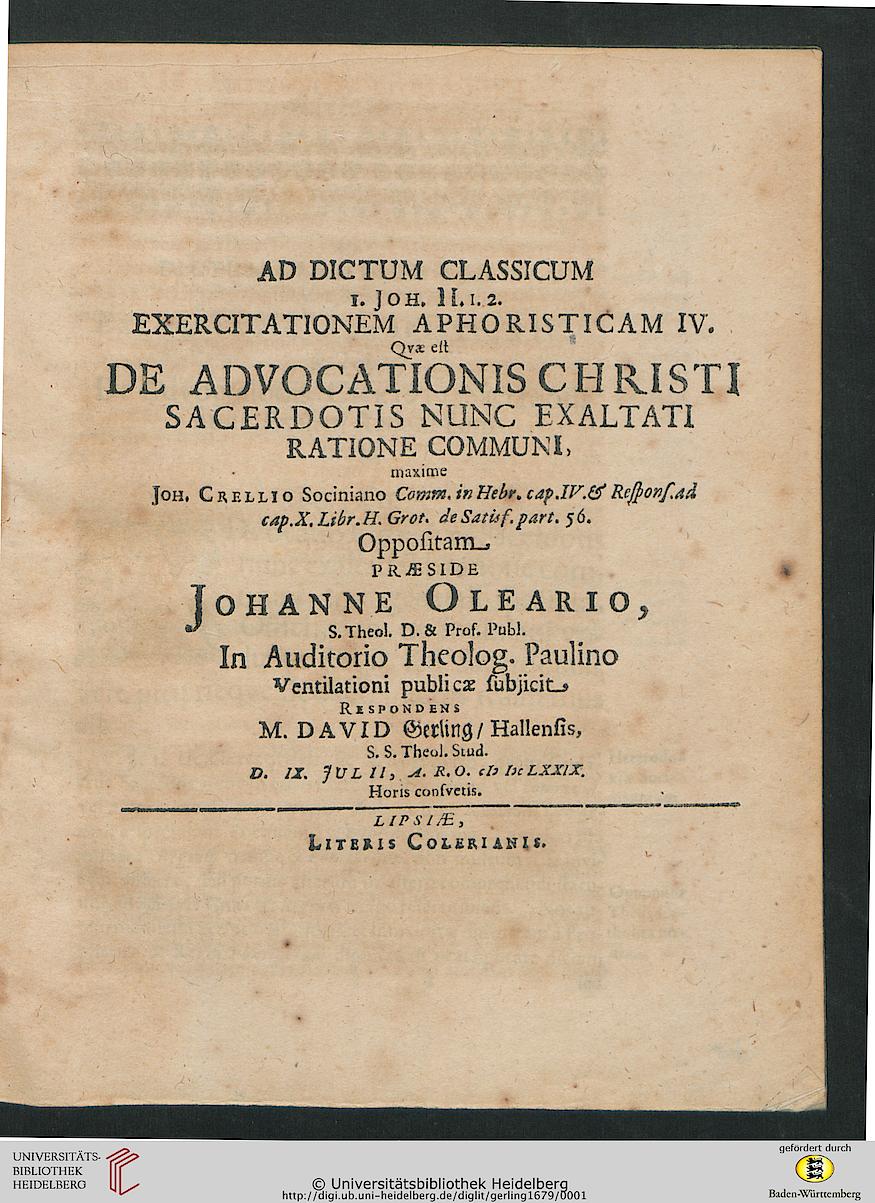 AD DICTUM CLASSICUM
1. JOH. II. 1. 2.
EXERCITATIONEM APHORISTICAM IV.
Qvæ eſt
DE ADVOCATIONIS CHRISTI
SACERDOTIS NUNC EXALTATI
RATIONE COMMUNI,
maxime
JOH. CRELLIO Sociniano Comm. in Hebr. cap. IV. & Reſponſ. ad
cap. X. Libr. H. Grot. de Satisf. part. 56.
Oppoſitam
PRÆSIDE
JOHANNE OLEARIO,
S. Theol. D. & Prof. Publ.
In Auditorio Theolog. Paulino
Ventilationi publicæ ſubjicit
RESPONDENS
M. DAVID Gerling / Hallenſis,
S. S. Theol. Stud.
D. IX. JULII, A. R. O. cIↄ Iↄc LXXIX.
Horis conſvetis.
LIPSIÆ,
LITERIS COLERIANIS.
UNIVERSITÄTS-
BIBLIOTHEK
HEIDELBERG
© Universitätsbibliothek Heidelberg
http://digi.ub.uni-heidelberg.de/diglit/gerling1679/0001
gefördert durch
Baden-Württemberg